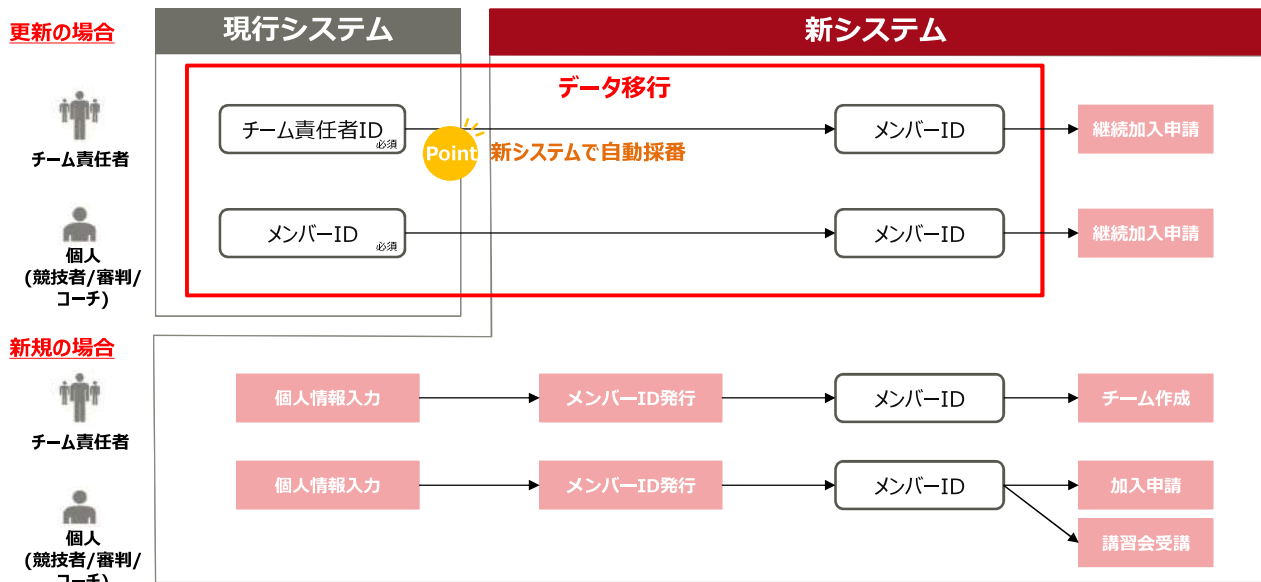 更新の場合
現行システム
新システム
データ移行
チーム責任者
チーム責任者ID
必須
Point
新システムで自動採番
メンバーID
継続加入申請
個人
(競技者/審判/
コーチ)
メンバーID
必須
メンバーID
継続加入申請
新規の場合
チーム責任者
個人情報入力
メンバーID発行
メンバーID
チーム作成
個人
(競技者/審判/
コーチ)
個人情報入力
メンバーID発行
メンバーID
加入申請
講習会受講